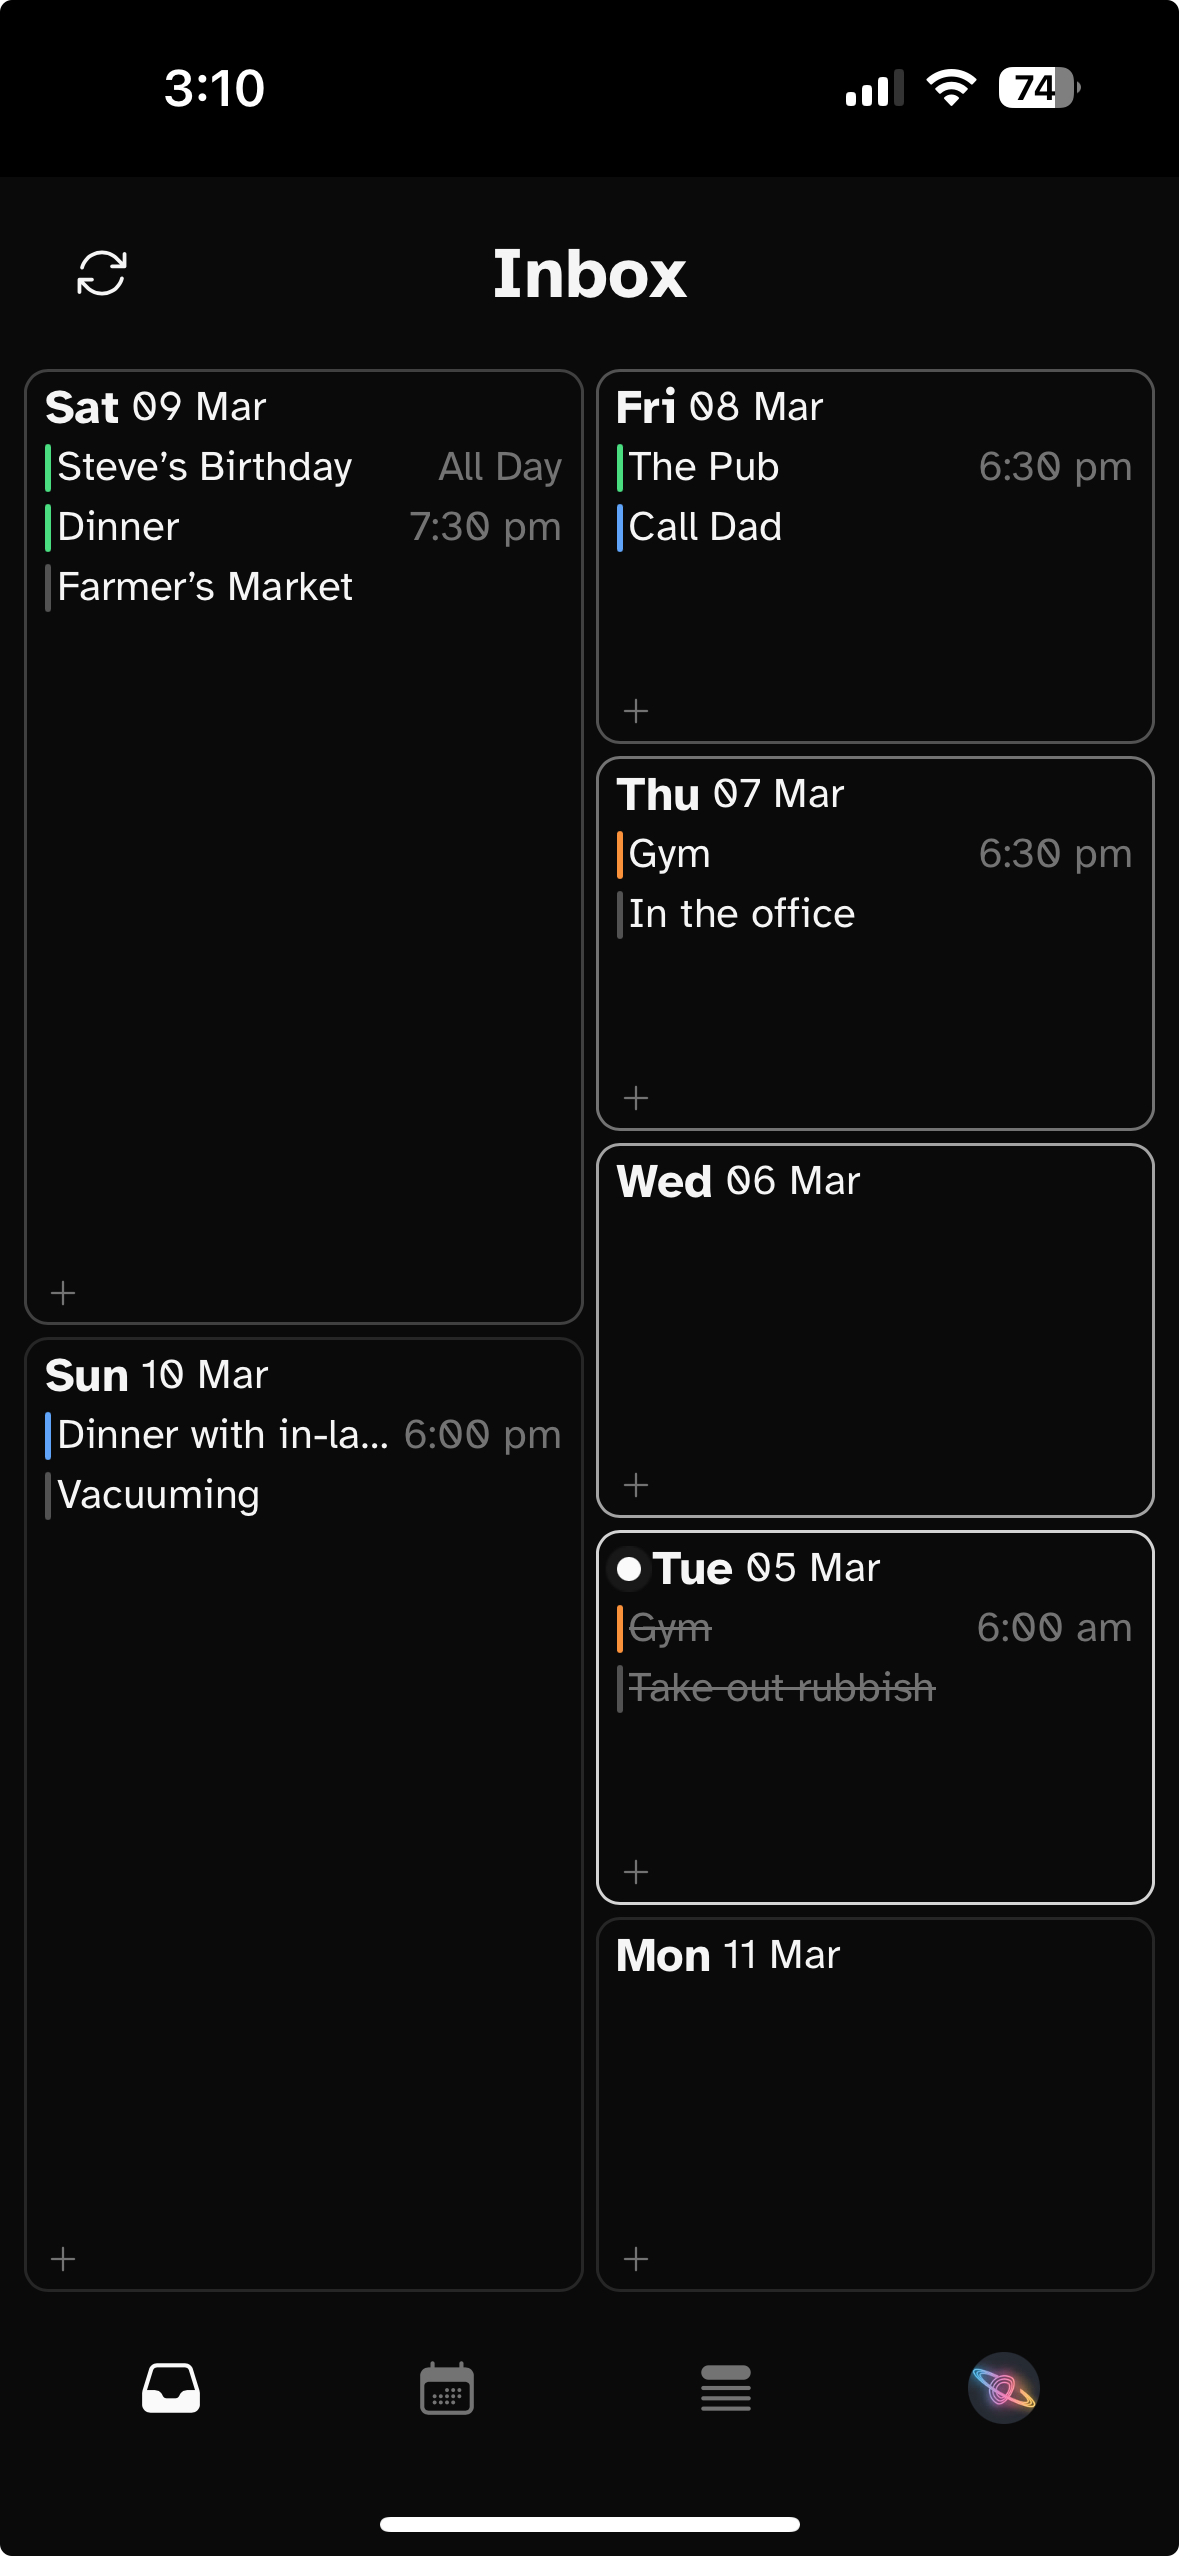 3:10
74
Inbox
Sat 09 Mar
Steve’s Birthday All Day
Dinner 7:30 pm
Farmer’s Market
Sun 10 Mar
Dinner with in-la... 6:00 pm
Vacuuming
Fri 08 Mar
The Pub 6:30 pm
Call Dad
Thu 07 Mar
Gym 6:30 pm
In the office
Wed 06 Mar
Tue 05 Mar
Gym 6:00 am
Take out rubbish
Mon 11 Mar